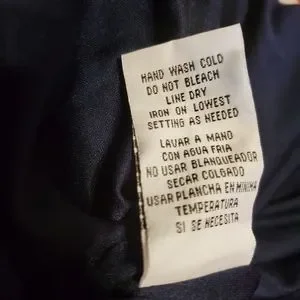 HAND WASH COLD
DO NOT BLEACH
LINE DRY
IRON ON LOWEST
SETTING AS NEEDED
LAVAR A MANO
CON AGUA FRIA
NO USAR BLANQUEADOR
SECAR COLGADO
USAR PLANCHA EN MINIMA
TEMPERATURA
SI SE NECESITA